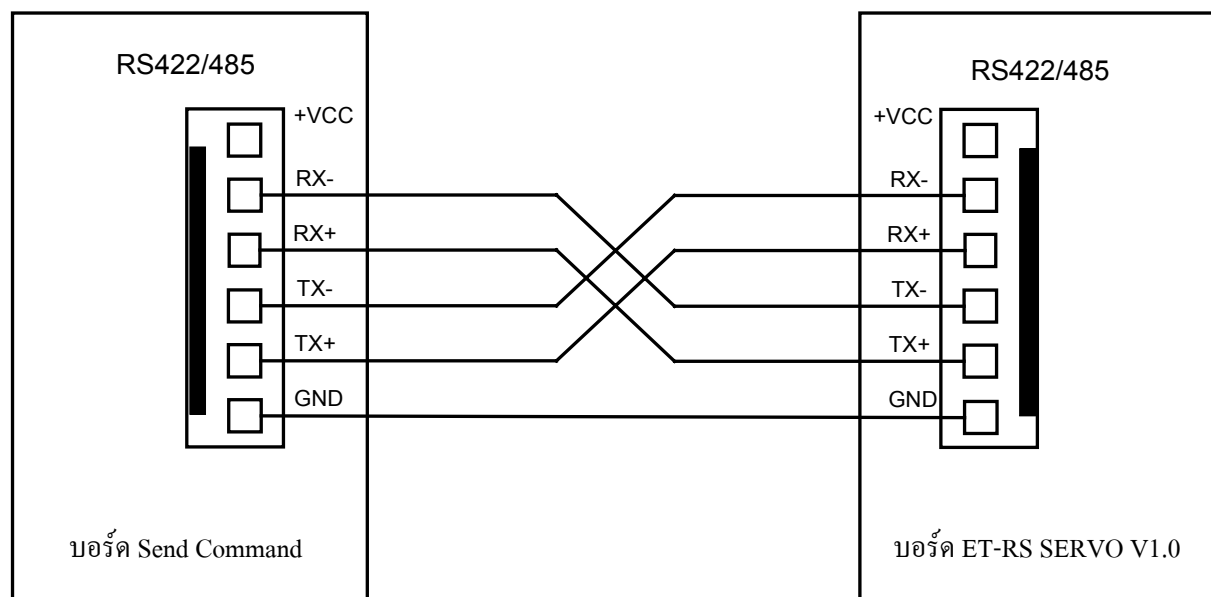 RS422/485
+VCC
RX-
RX+
TX-
TX+
GND
บอร์ด Send Command
RS422/485
+VCC
RX-
RX+
TX-
TX+
GND
บอร์ด ET-RS SERVO V1.0